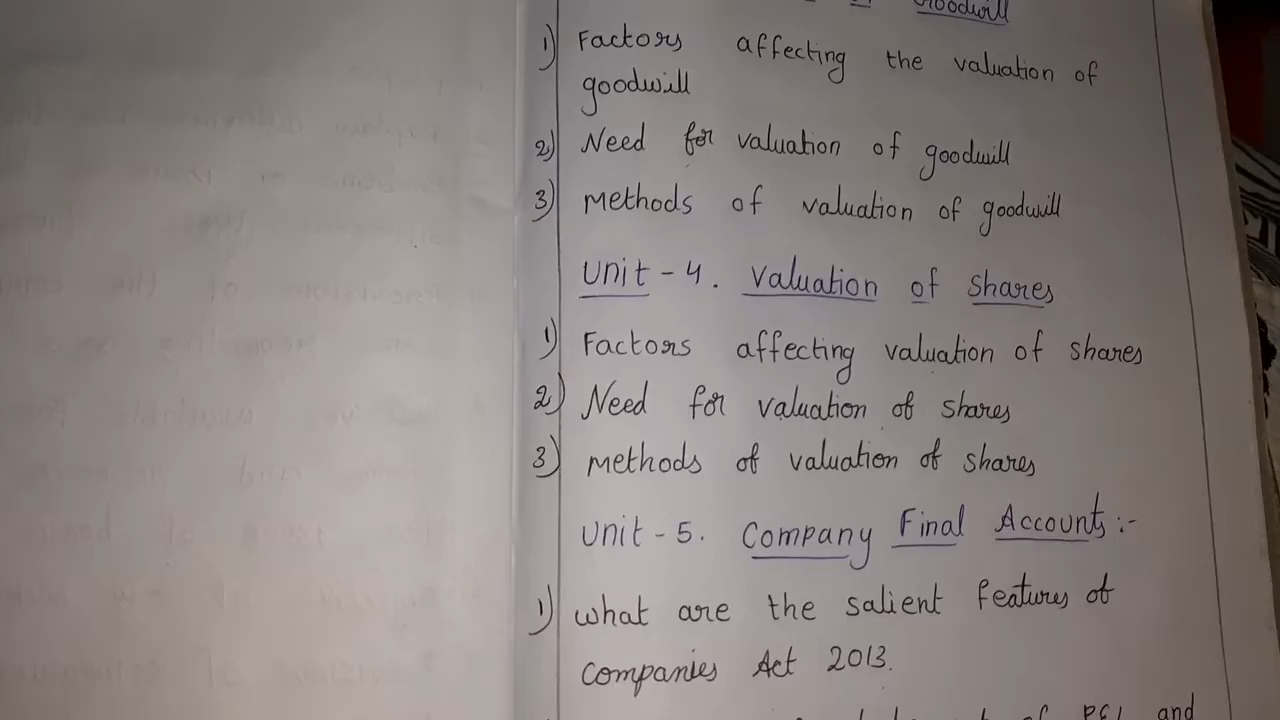 Goodwill
1) Factors affecting the valuation of
goodwill
2) Need for valuation of goodwill
3) methods of valuation of goodwill
Unit - 4. Valuation of shares
1) Factors affecting valuation of shares
2) Need for valuation of shares
3) methods of valuation of shares
Unit - 5. Company Final Accounts :-
1) what are the salient features of
Companies Act 2013.
of P&L and